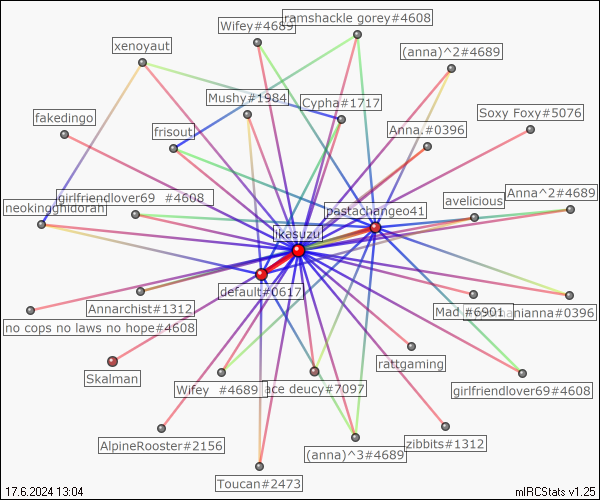 ramshackle gorey#4608
Wifey#4689
xenoyaut
(anna)^2#4689
Mushy#1984
Cypha#1717
Soxy Foxy#5076
fakedingo
frisout
Anna.#0396
girlfriendlover69 #4608
Anna^2#4689
neokingghidorah
avelicious
pastachangeo41
ikasuzu
default#0617
Annarchist#1312
Mad #6901
nianna#0396
no cops no laws no hope#4608
rattgaming
Skalman
Wifey #4689
ace deucy#7097
girlfriendlover69#4608
AlpineRooster#2156
zibbits#1312
(anna)^3#4689
Toucan#2473
17.6.2024 13:04
mIRCStats v1.25